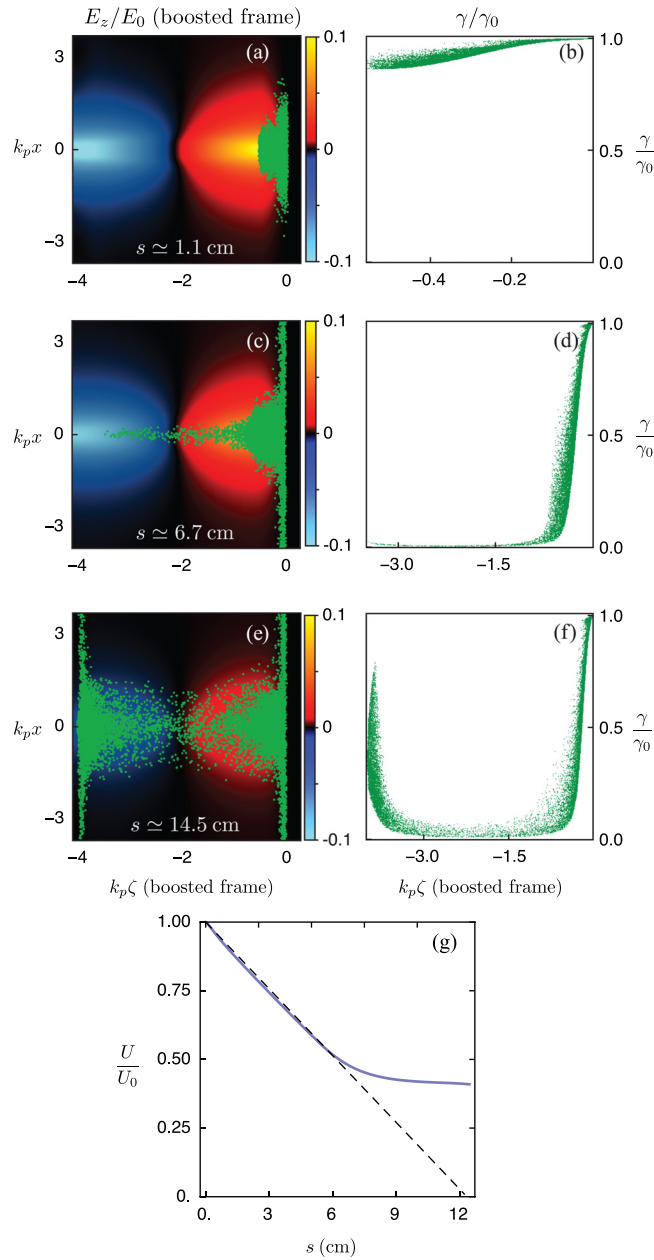 E_z/E_0 (boosted frame)
γ/γ_0
(a)
(b)
3
0
−3
k_p x
s ≃ 1.1 cm
−4
−2
0
0.1
0
-0.1
1.0
0.5
0.0
γ/γ_0
−0.4
−0.2
(c)
(d)
3
0
−3
k_p x
s ≃ 6.7 cm
−4
−2
0
0.1
0
-0.1
1.0
0.5
0.0
γ/γ_0
−3.0
−1.5
(e)
(f)
3
0
−3
k_p x
s ≃ 14.5 cm
−4
−2
0
0.1
0
-0.1
1.0
0.5
0.0
γ/γ_0
−3.0
−1.5
k_p ζ (boosted frame)
k_p ζ (boosted frame)
(g)
1.00
0.75
0.50
0.25
0.
U/U_0
0.
3
6
9
12
s (cm)